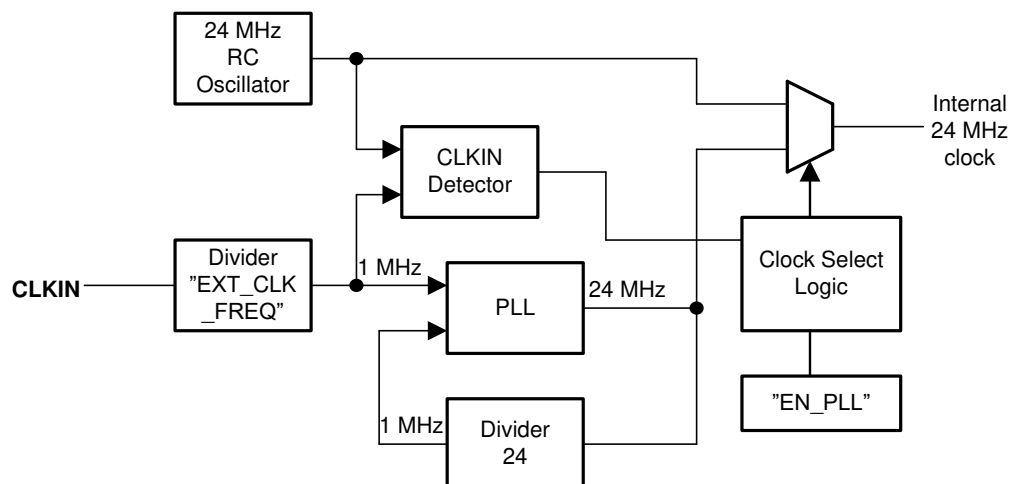 24 MHz
RC
Oscillator
CLKIN
Detector
Internal
24 MHz
clock
CLKIN
Divider
"EXT_CLK
_FREQ"
1 MHz
PLL
24 MHz
Clock Select
Logic
1 MHz
Divider
24
"EN_PLL"